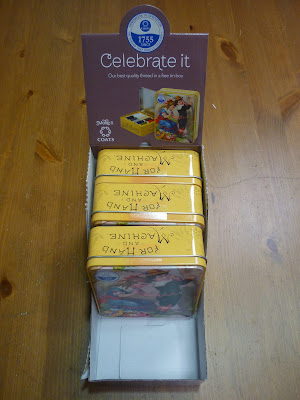 1755
Celebrate it
Our best quality thread in a free tin box
COATS
FOR HAND
AND
MACHINE
FOR HAND
AND
MACHINE
FOR HAND
AND
MACHINE